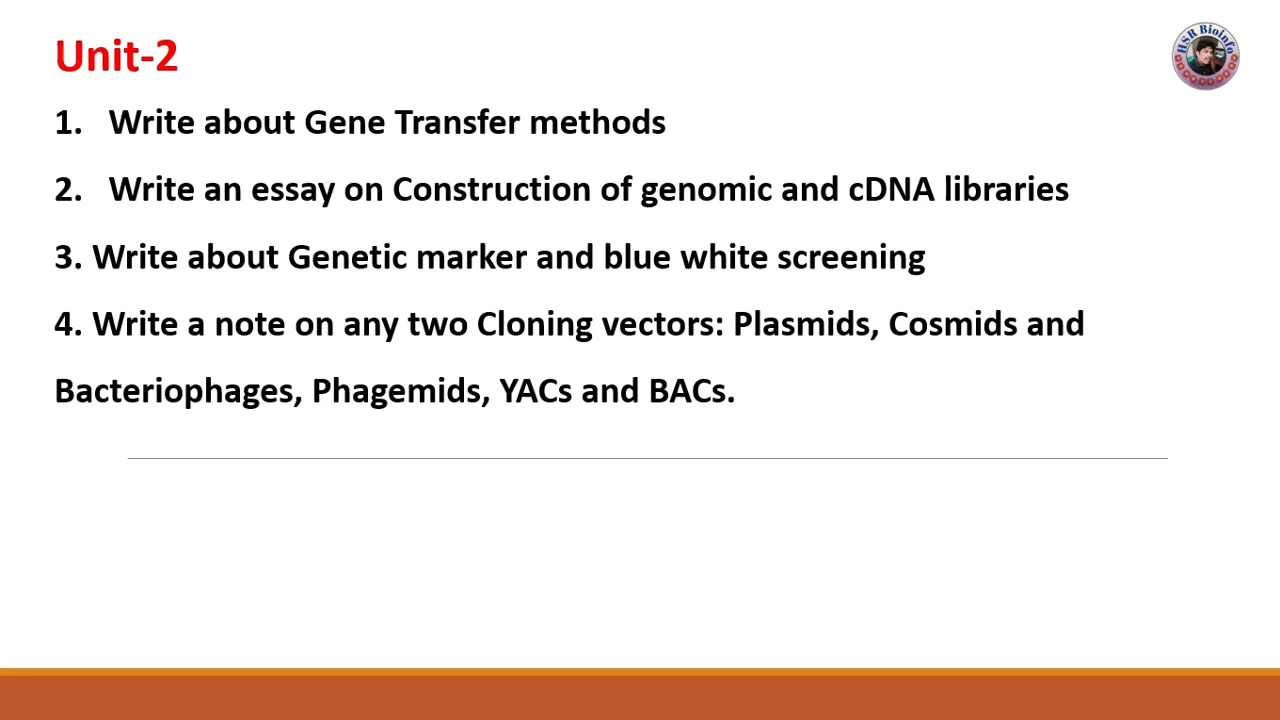 Unit-2
HSR Bioinfo
1. Write about Gene Transfer methods
2. Write an essay on Construction of genomic and cDNA libraries
3. Write about Genetic marker and blue white screening
4. Write a note on any two Cloning vectors: Plasmids, Cosmids and
Bacteriophages, Phagemids, YACs and BACs.